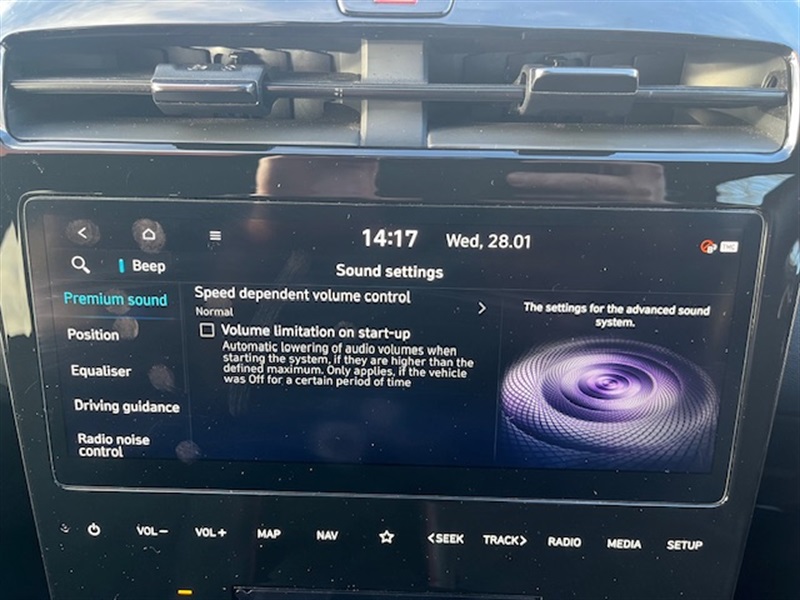 14:17 Wed, 28.01
TMC
Beep
Sound settings
Premium sound
Position
Equaliser
Driving guidance
Radio noise
control
Speed dependent volume control
Normal
Volume limitation on start-up
Automatic lowering of audio volumes when
starting the system, if they are higher than the
defined maximum. Only applies, if the vehicle
was Off for a certain period of time
The settings for the advanced sound
system.
VOL− VOL+ MAP NAV <SEEK TRACK> RADIO MEDIA SETUP